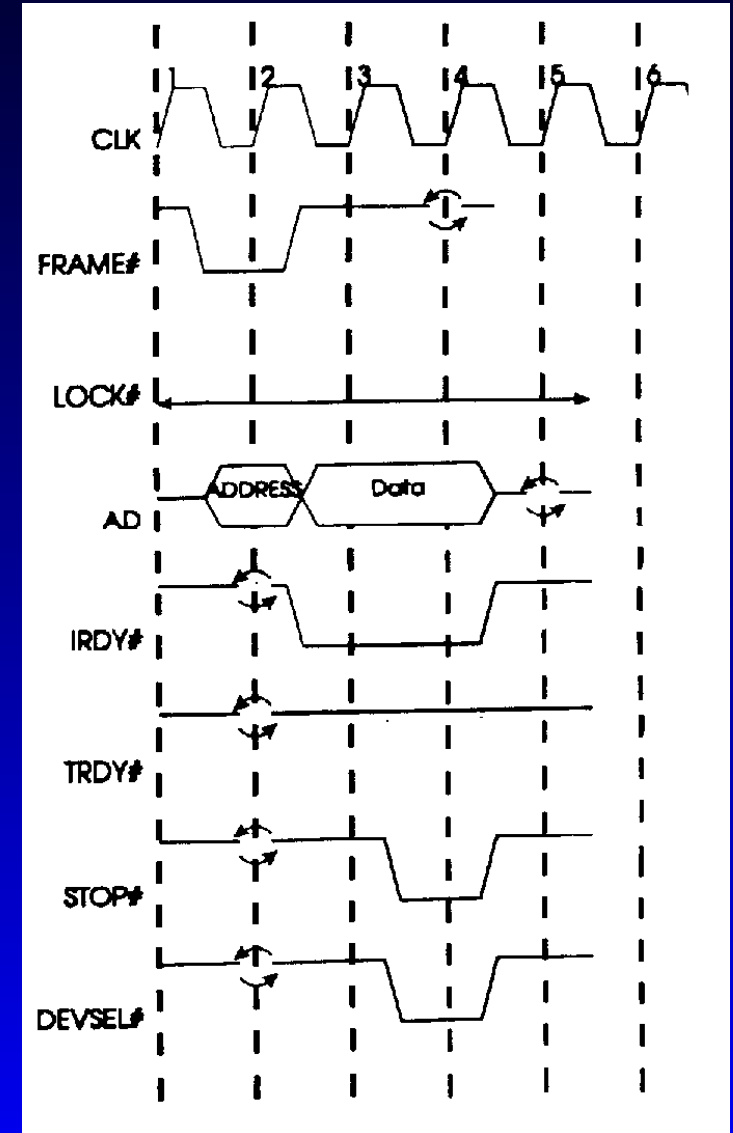 1 2 3 4 5 6
CLK
FRAME#
LOCK#
ADDRESS Data
AD
IRDY#
TRDY#
STOP#
DEVSEL#